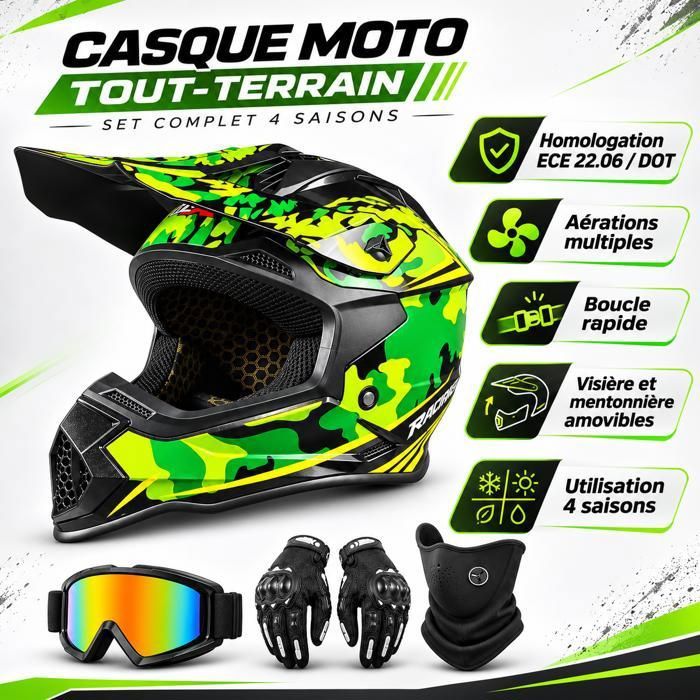 CASQUE MOTO
TOUT-TERRAIN
SET COMPLET 4 SAISONS
Homologation
ECE 22.06 / DOT
Aérations
multiples
Boucle
rapide
Visière et
mentonnière
amovibles
Utilisation
4 saisons